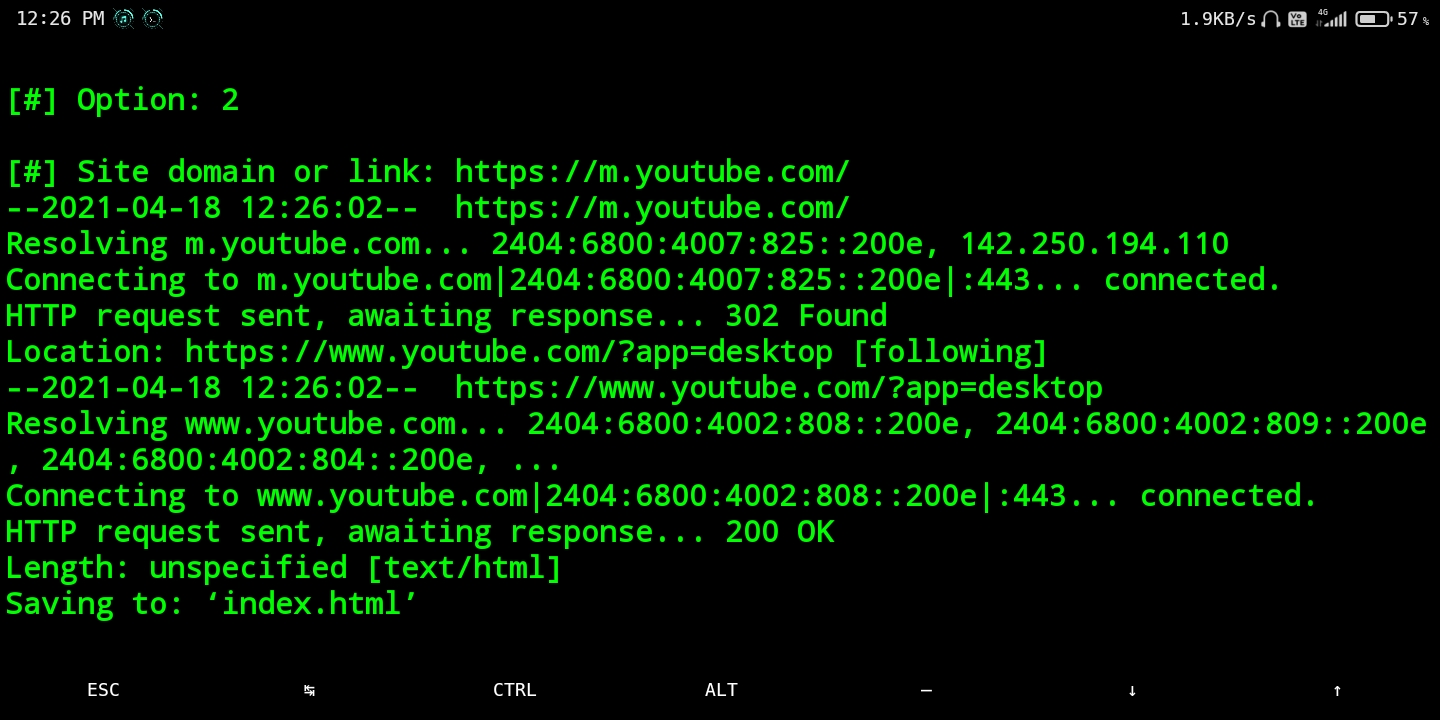 12:26 PM 1.9KB/s Vo LTE 4G 57 %
[#] Option: 2
[#] Site domain or link: https://m.youtube.com/
--2021-04-18 12:26:02--  https://m.youtube.com/
Resolving m.youtube.com... 2404:6800:4007:825::200e, 142.250.194.110
Connecting to m.youtube.com|2404:6800:4007:825::200e|:443... connected.
HTTP request sent, awaiting response... 302 Found
Location: https://www.youtube.com/?app=desktop [following]
--2021-04-18 12:26:02--  https://www.youtube.com/?app=desktop
Resolving www.youtube.com... 2404:6800:4002:808::200e, 2404:6800:4002:809::200e
, 2404:6800:4002:804::200e, ...
Connecting to www.youtube.com|2404:6800:4002:808::200e|:443... connected.
HTTP request sent, awaiting response... 200 OK
Length: unspecified [text/html]
Saving to: ‘index.html’
ESC ↹ CTRL ALT — ↓ ↑